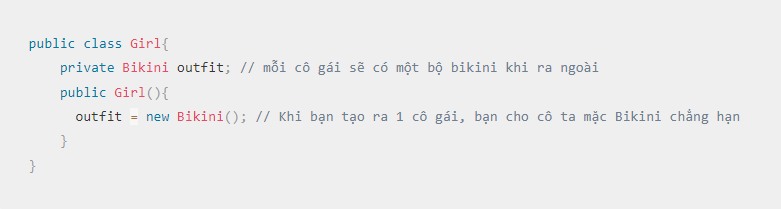 public class Girl{
    private Bikini outfit; // mỗi cô gái sẽ có một bộ bikini khi ra ngoài
    public Girl(){
      outfit = new Bikini(); // Khi bạn tạo ra 1 cô gái, bạn cho cô ta mặc Bikini chẳng hạn
    }
}